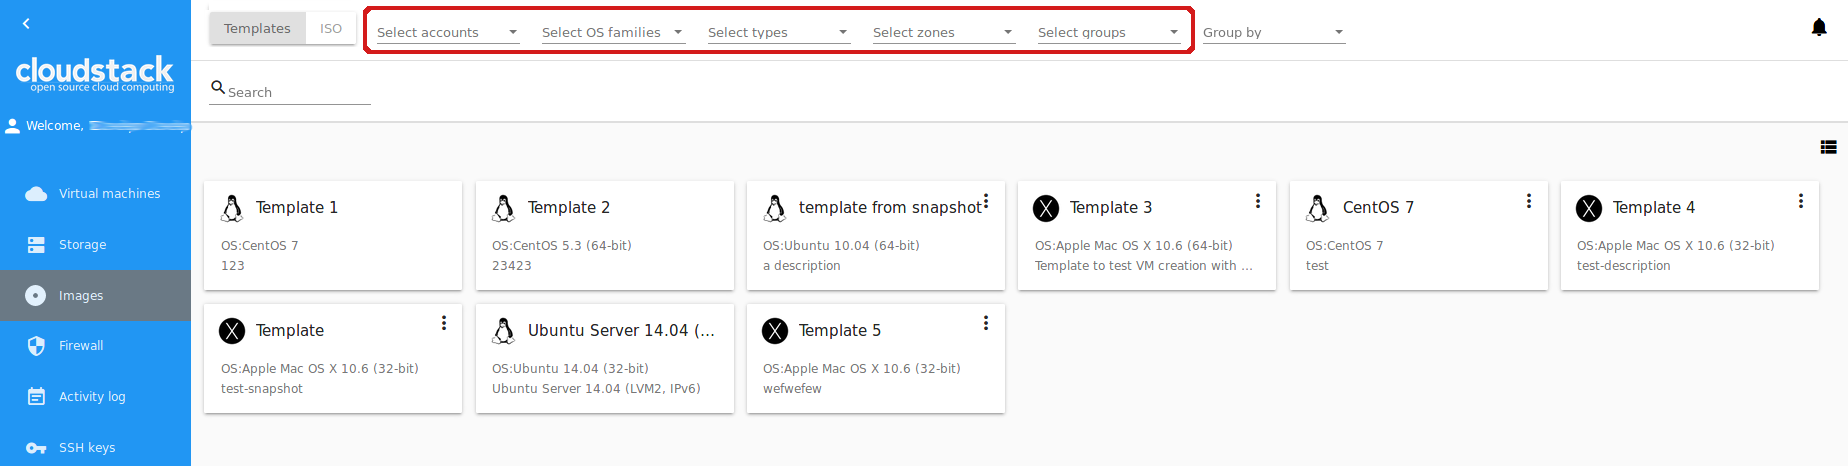 cloudstack
open source cloud computing
Welcome,
Virtual machines
Storage
Images
Firewall
Activity log
SSH keys
Templates
ISO
Select accounts
Select OS families
Select types
Select zones
Select groups
Group by
Search
Template 1
OS:CentOS 7
123
Template 2
OS:CentOS 5.3 (64-bit)
23423
template from snapshot
OS:Ubuntu 10.04 (64-bit)
a description
Template 3
OS:Apple Mac OS X 10.6 (64-bit)
Template to test VM creation with ...
CentOS 7
OS:CentOS 7
test
Template 4
OS:Apple Mac OS X 10.6 (32-bit)
test-description
Template
OS:Apple Mac OS X 10.6 (32-bit)
test-snapshot
Ubuntu Server 14.04 (...
OS:Ubuntu 14.04 (32-bit)
Ubuntu Server 14.04 (LVM2, IPv6)
Template 5
OS:Apple Mac OS X 10.6 (32-bit)
wefwefew